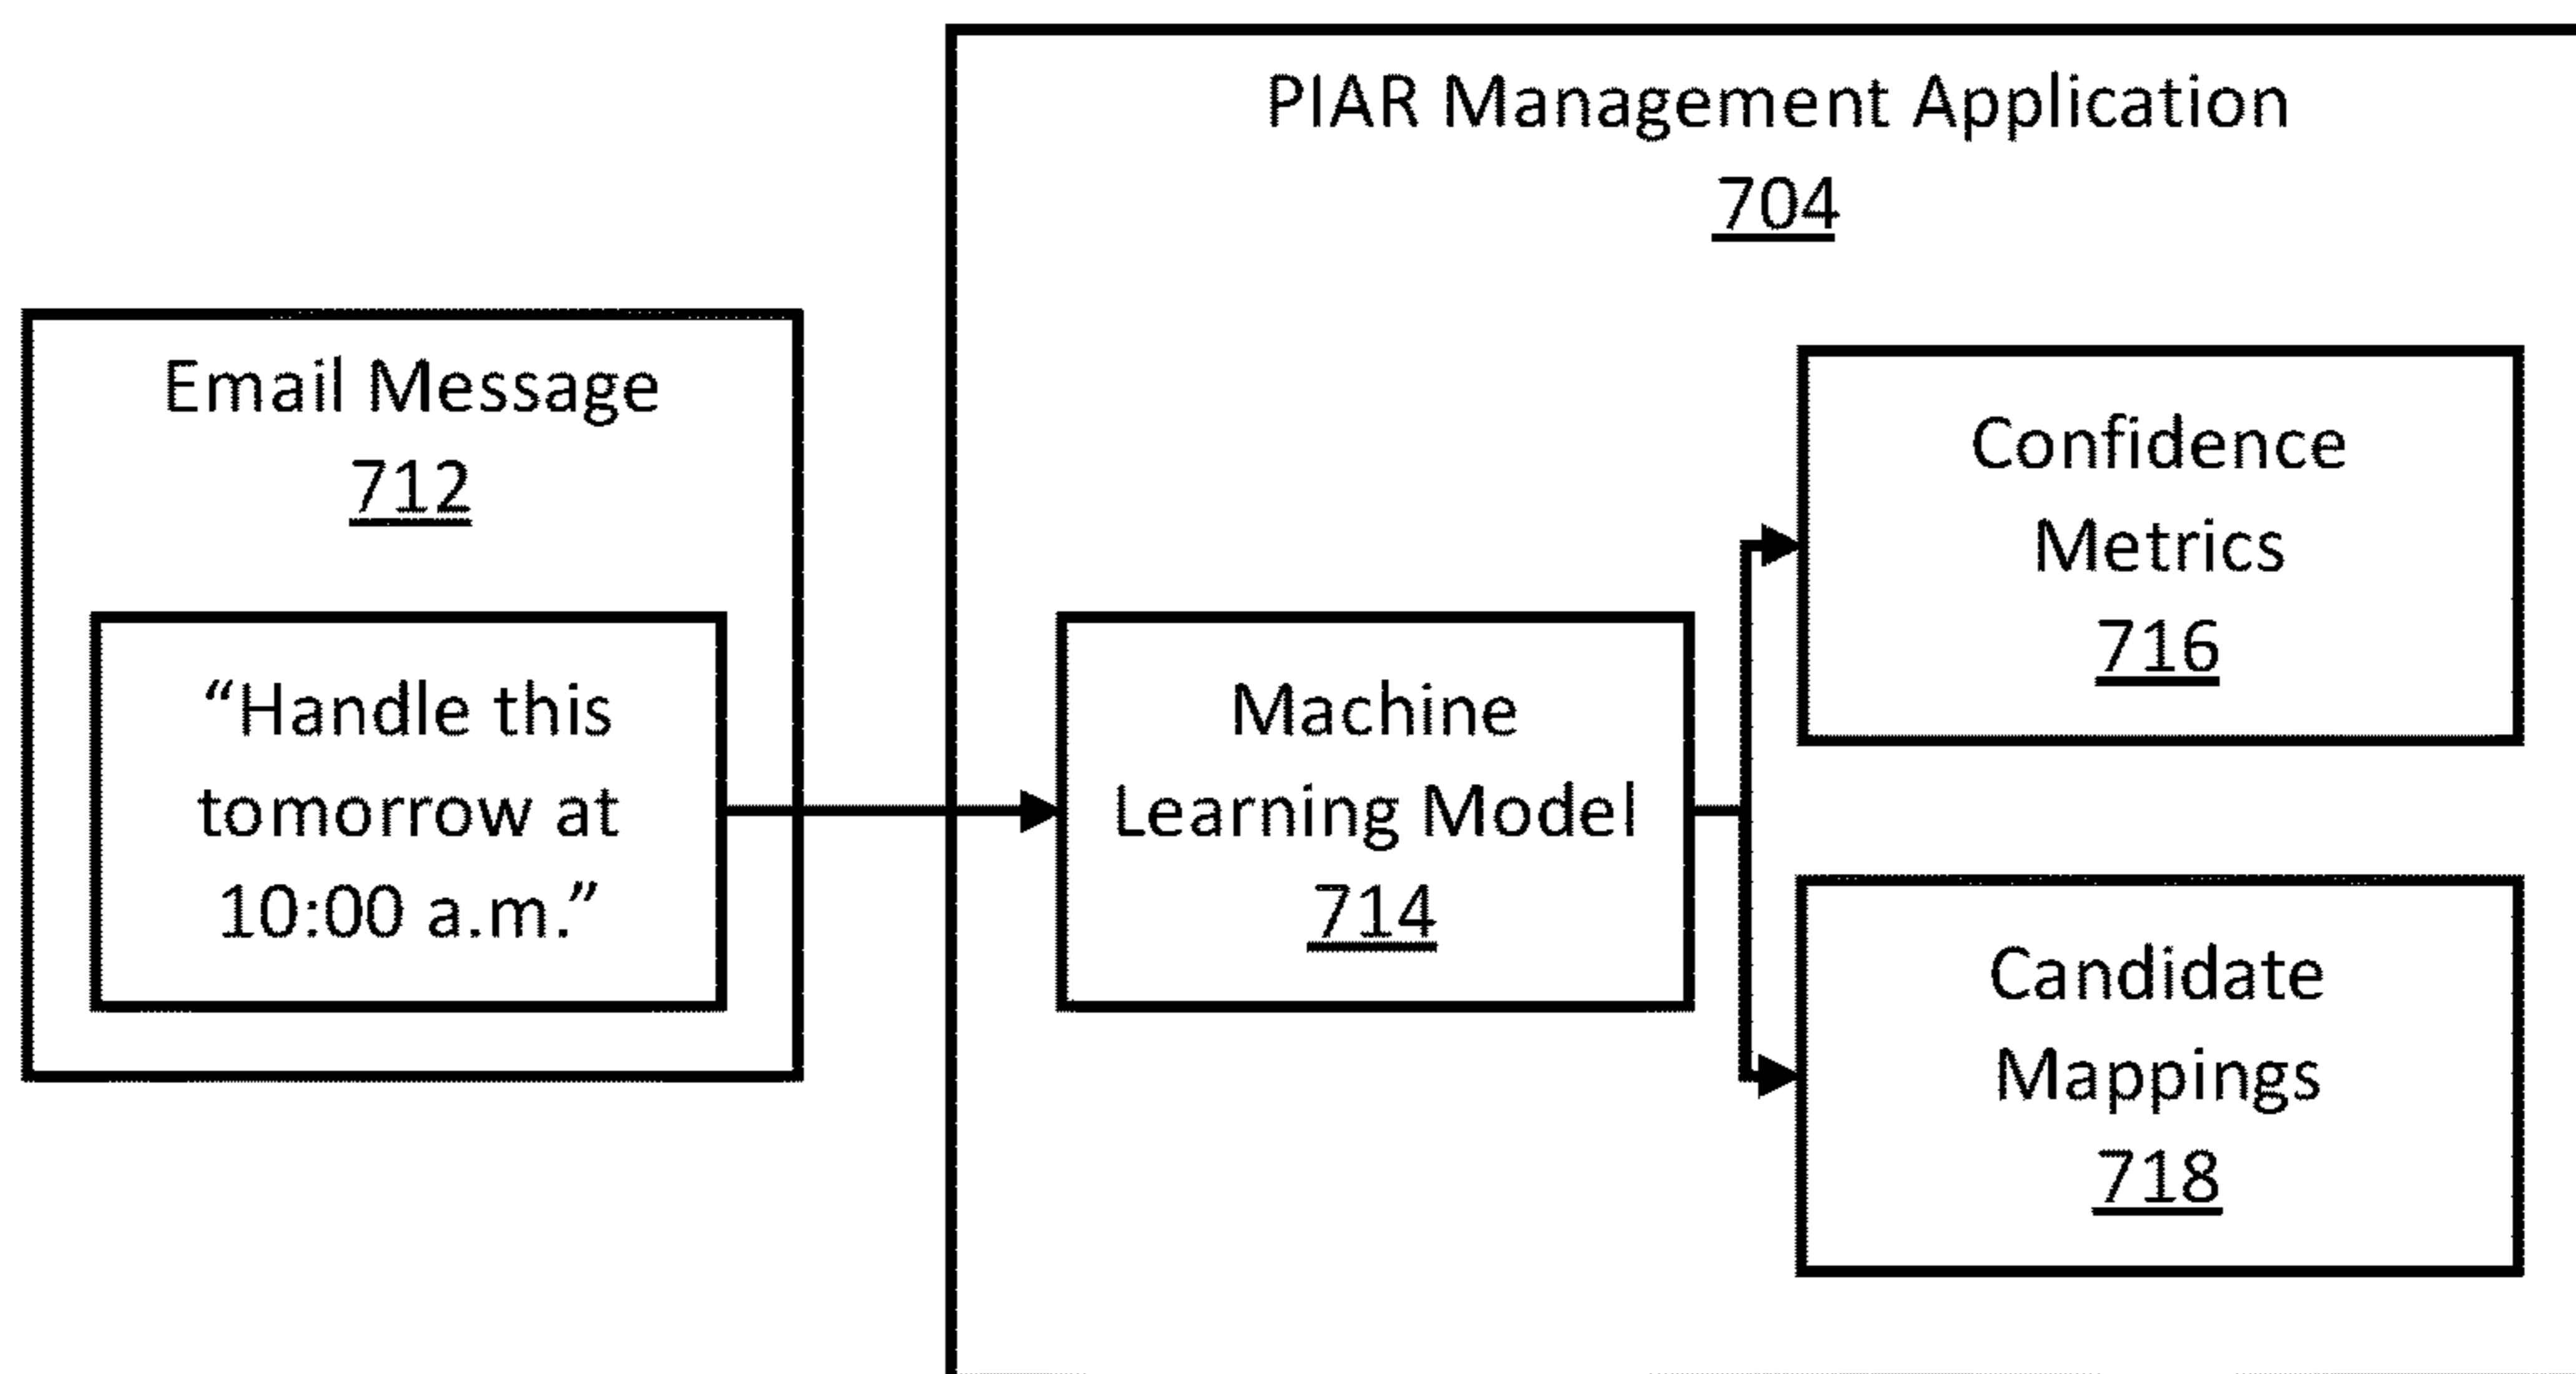 PIAR Management Application
704
Email Message
712
“Handle this
tomorrow at
10:00 a.m.”
Machine
Learning Model
714
Confidence
Metrics
716
Candidate
Mappings
718